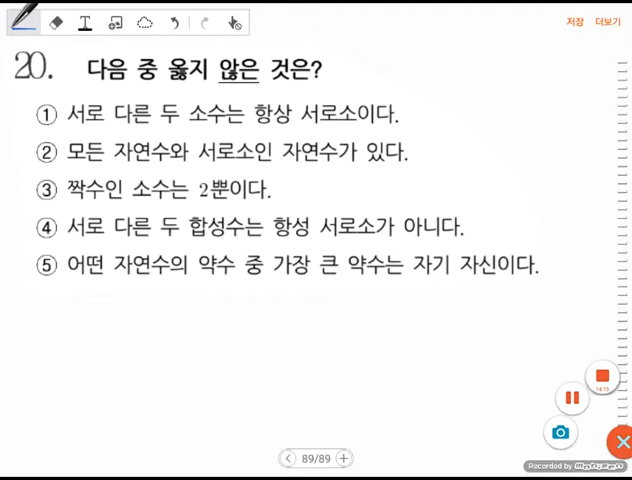 저장 더보기
20. 다음 중 옳지 않은 것은?
① 서로 다른 두 소수는 항상 서로소이다.
② 모든 자연수와 서로소인 자연수가 있다.
③ 짝수인 소수는 2뿐이다.
④ 서로 다른 두 합성수는 항성 서로소가 아니다.
⑤ 어떤 자연수의 약수 중 가장 큰 약수는 자기 자신이다.
14:13
89/89
Recorded by MOBIZEN